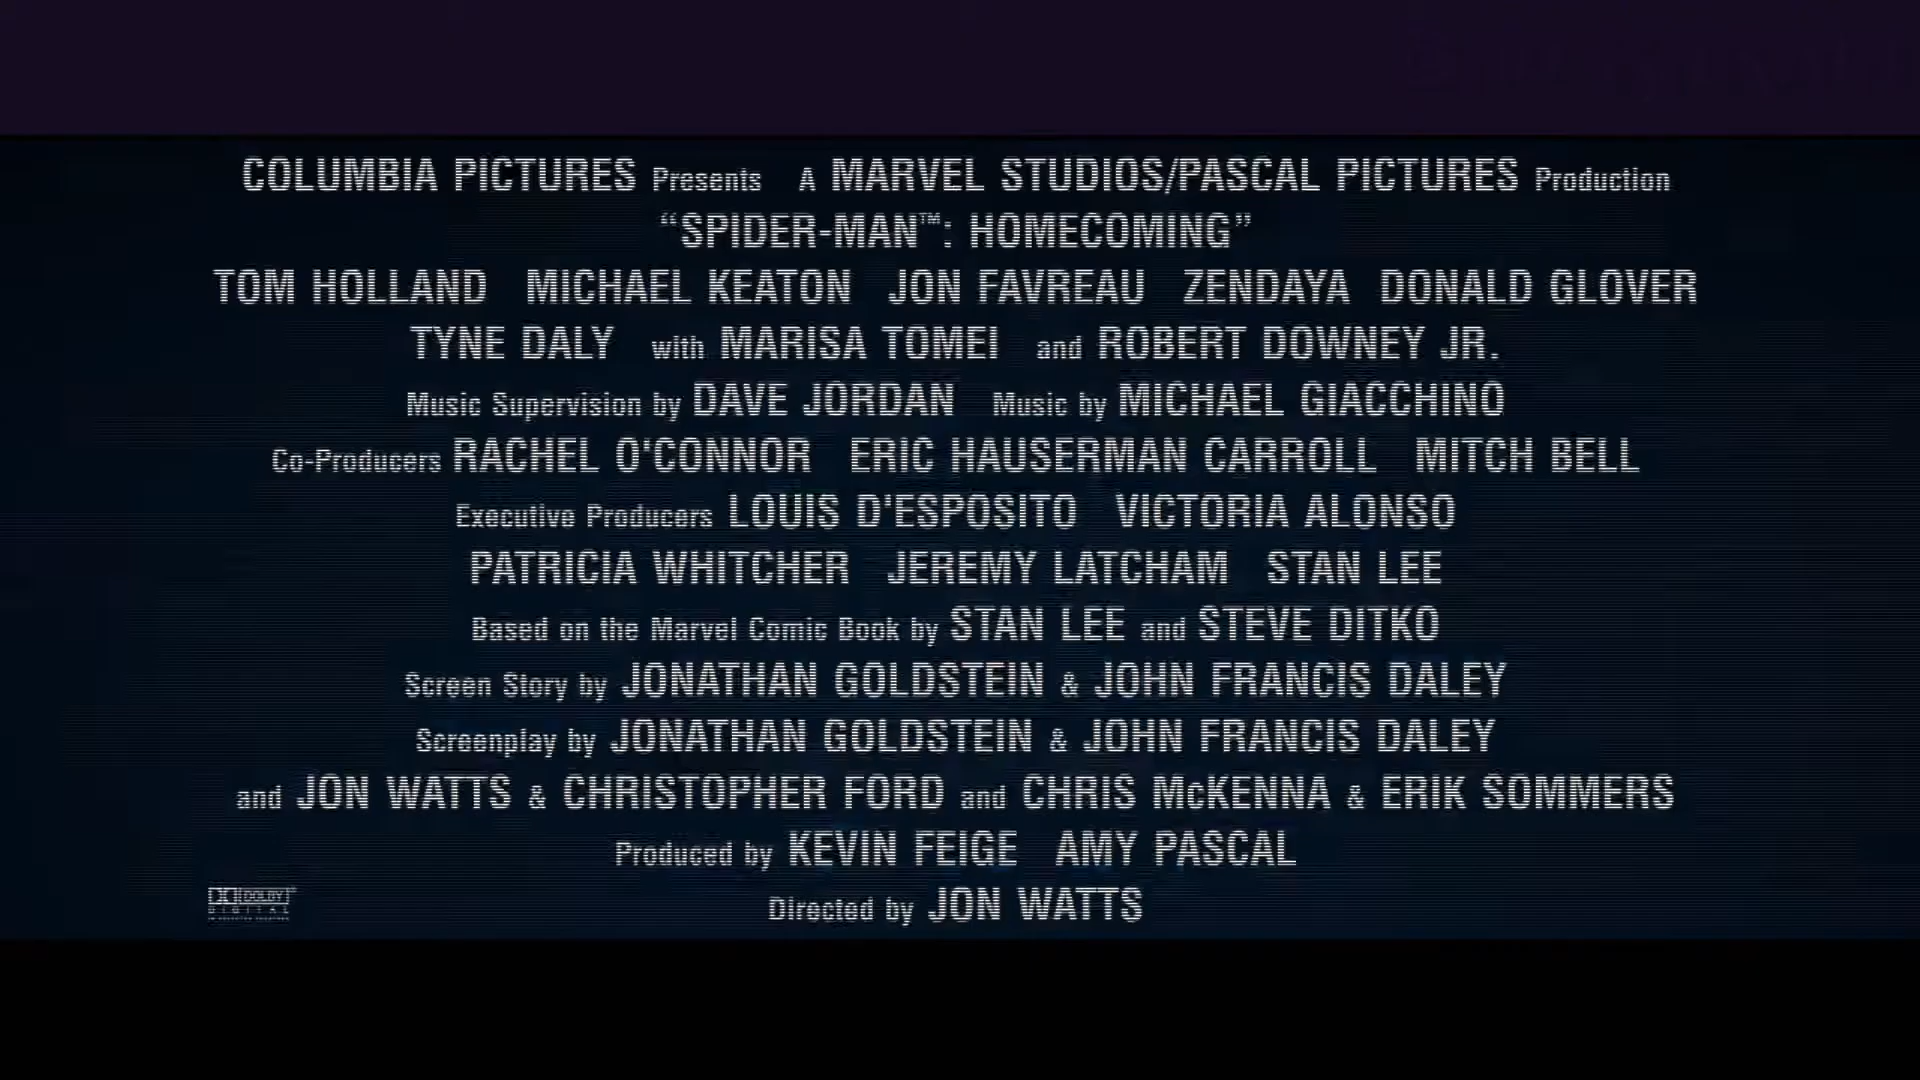 COLUMBIA PICTURES Presents A MARVEL STUDIOS/PASCAL PICTURES Production
“SPIDER-MAN™: HOMECOMING”
TOM HOLLAND MICHAEL KEATON JON FAVREAU ZENDAYA DONALD GLOVER
TYNE DALY with MARISA TOMEI and ROBERT DOWNEY JR.
Music Supervision by DAVE JORDAN Music by MICHAEL GIACCHINO
Co-Producers RACHEL O'CONNOR ERIC HAUSERMAN CARROLL MITCH BELL
Executive Producers LOUIS D'ESPOSITO VICTORIA ALONSO
PATRICIA WHITCHER JEREMY LATCHAM STAN LEE
Based on the Marvel Comic Book by STAN LEE and STEVE DITKO
Screen Story by JONATHAN GOLDSTEIN & JOHN FRANCIS DALEY
Screenplay by JONATHAN GOLDSTEIN & JOHN FRANCIS DALEY
and JON WATTS & CHRISTOPHER FORD and CHRIS McKENNA & ERIK SOMMERS
Produced by KEVIN FEIGE AMY PASCAL
Directed by JON WATTS
DOLBY
DIGITAL